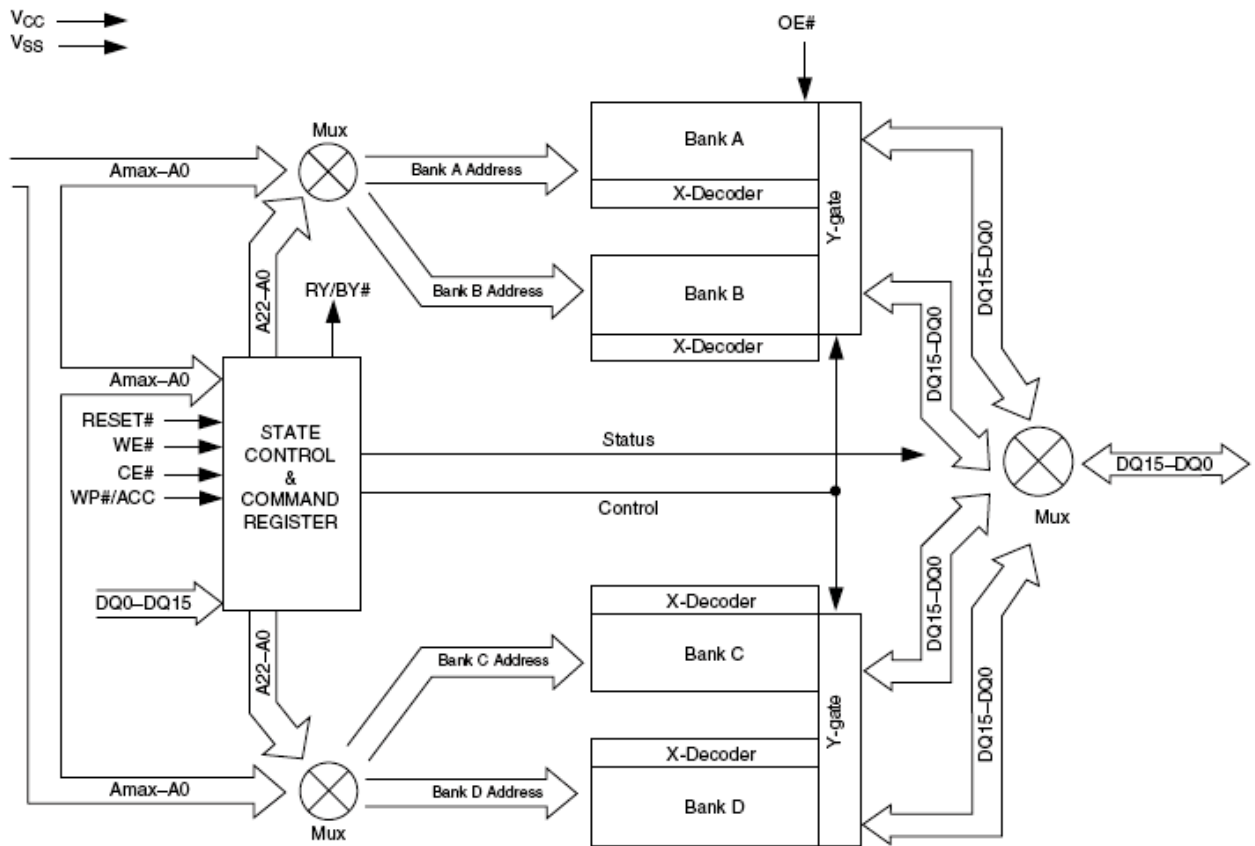 VCC
VSS
OE#
Mux
Bank A
Amax–A0
Bank A Address
X-Decoder
Y-gate
DQ15–DQ0
A22–A0
RY/BY#
Bank B Address
Bank B
X-Decoder
DQ15–DQ0
Amax–A0
RESET#
WE#
CE#
WP#/ACC
STATE
CONTROL
&
COMMAND
REGISTER
Status
Control
DQ15–DQ0
Mux
DQ0–DQ15
A22–A0
X-Decoder
Bank C Address
Bank C
DQ15–DQ0
Y-gate
DQ15–DQ0
X-Decoder
Amax–A0
Bank D Address
Bank D
Mux